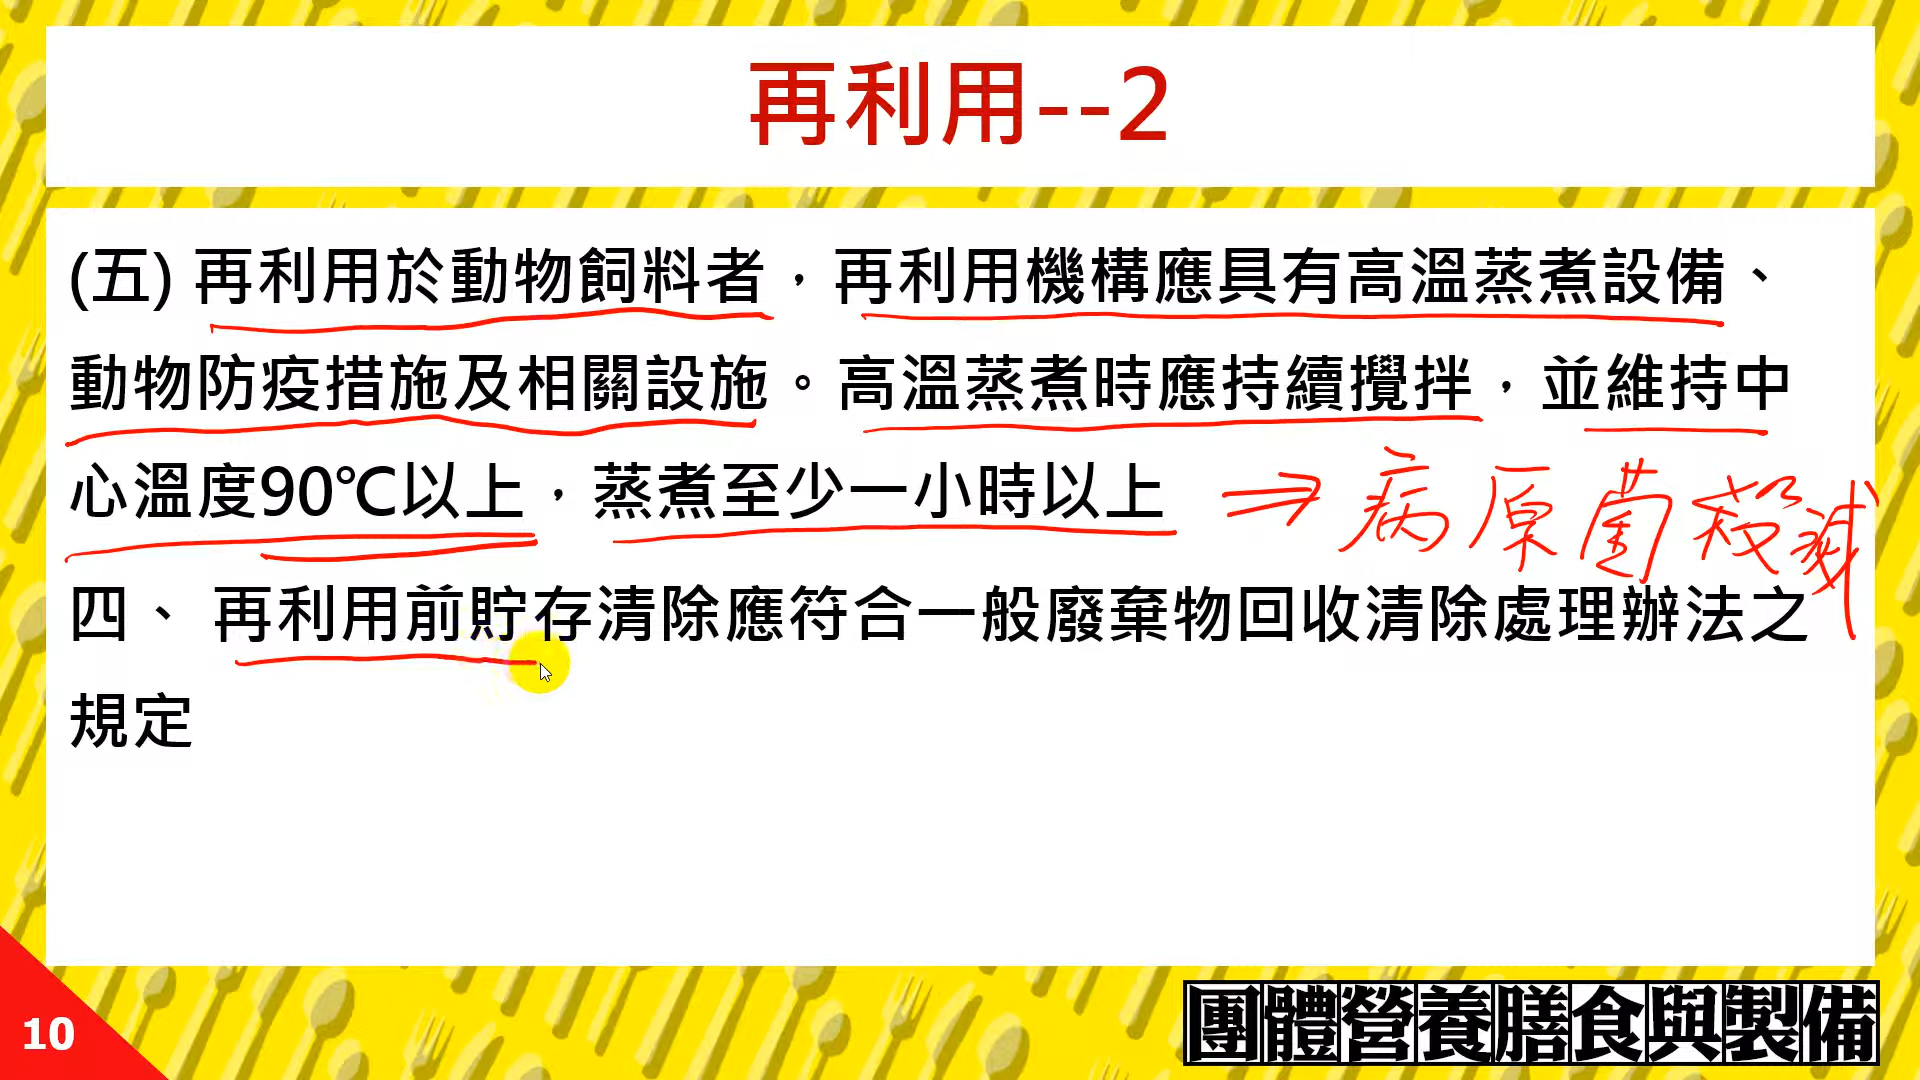 再利用--2
(五) 再利用於動物飼料者，再利用機構應具有高溫蒸煮設備、
動物防疫措施及相關設施。高溫蒸煮時應持續攪拌，並維持中
心溫度90℃以上，蒸煮至少一小時以上 ⇒ 病原菌殺滅
四、 再利用前貯存清除應符合一般廢棄物回收清除處理辦法之
規定
10
團體營養膳食與製備